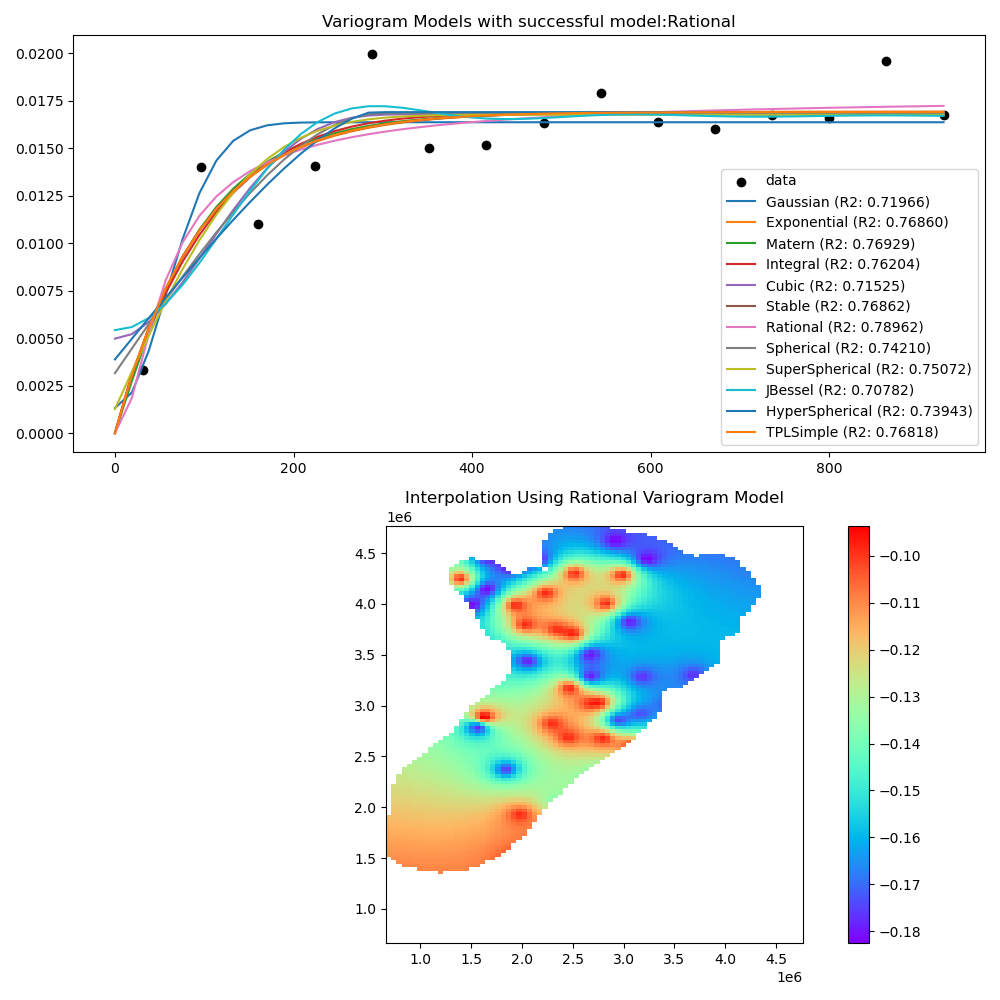 Variogram Models with successful model:Rational
0.0200
0.0175
0.0150
0.0125
0.0100
0.0075
0.0050
0.0025
0.0000
data
Gaussian (R2: 0.71966)
Exponential (R2: 0.76860)
Matern (R2: 0.76929)
Integral (R2: 0.76204)
Cubic (R2: 0.71525)
Stable (R2: 0.76862)
Rational (R2: 0.78962)
Spherical (R2: 0.74210)
SuperSpherical (R2: 0.75072)
JBessel (R2: 0.70782)
HyperSpherical (R2: 0.73943)
TPLSimple (R2: 0.76818)
0 200 400 600 800
Interpolation Using Rational Variogram Model
1e6
4.5
4.0
3.5
3.0
2.5
2.0
1.5
1.0
1.0 1.5 2.0 2.5 3.0 3.5 4.0 4.5
1e6
−0.10
−0.11
−0.12
−0.13
−0.14
−0.15
−0.16
−0.17
−0.18